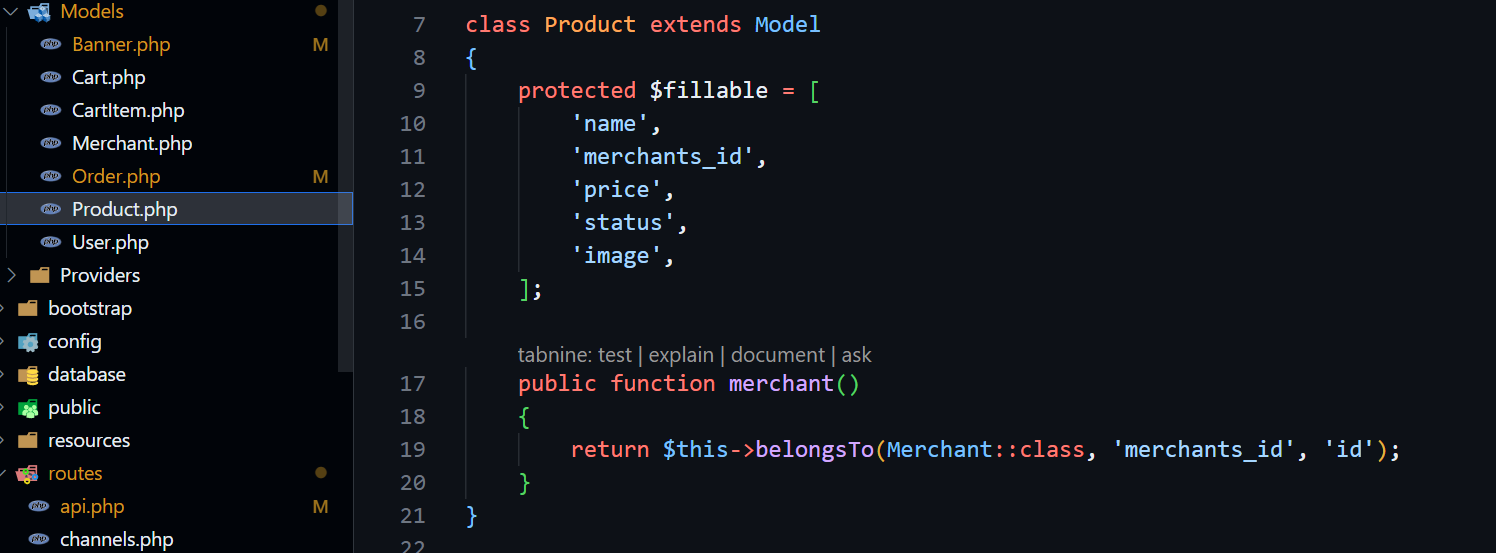 Models
Banner.php M
Cart.php
CartItem.php
Merchant.php
Order.php M
Product.php
User.php
Providers
bootstrap
config
database
public
resources
routes
api.php M
channels.php
7 class Product extends Model
8 {
9 protected $fillable = [
10 'name',
11 'merchants_id',
12 'price',
13 'status',
14 'image',
15 ];
16
tabnine: test | explain | document | ask
17 public function merchant()
18 {
19 return $this->belongsTo(Merchant::class, 'merchants_id', 'id');
20 }
21 }
22